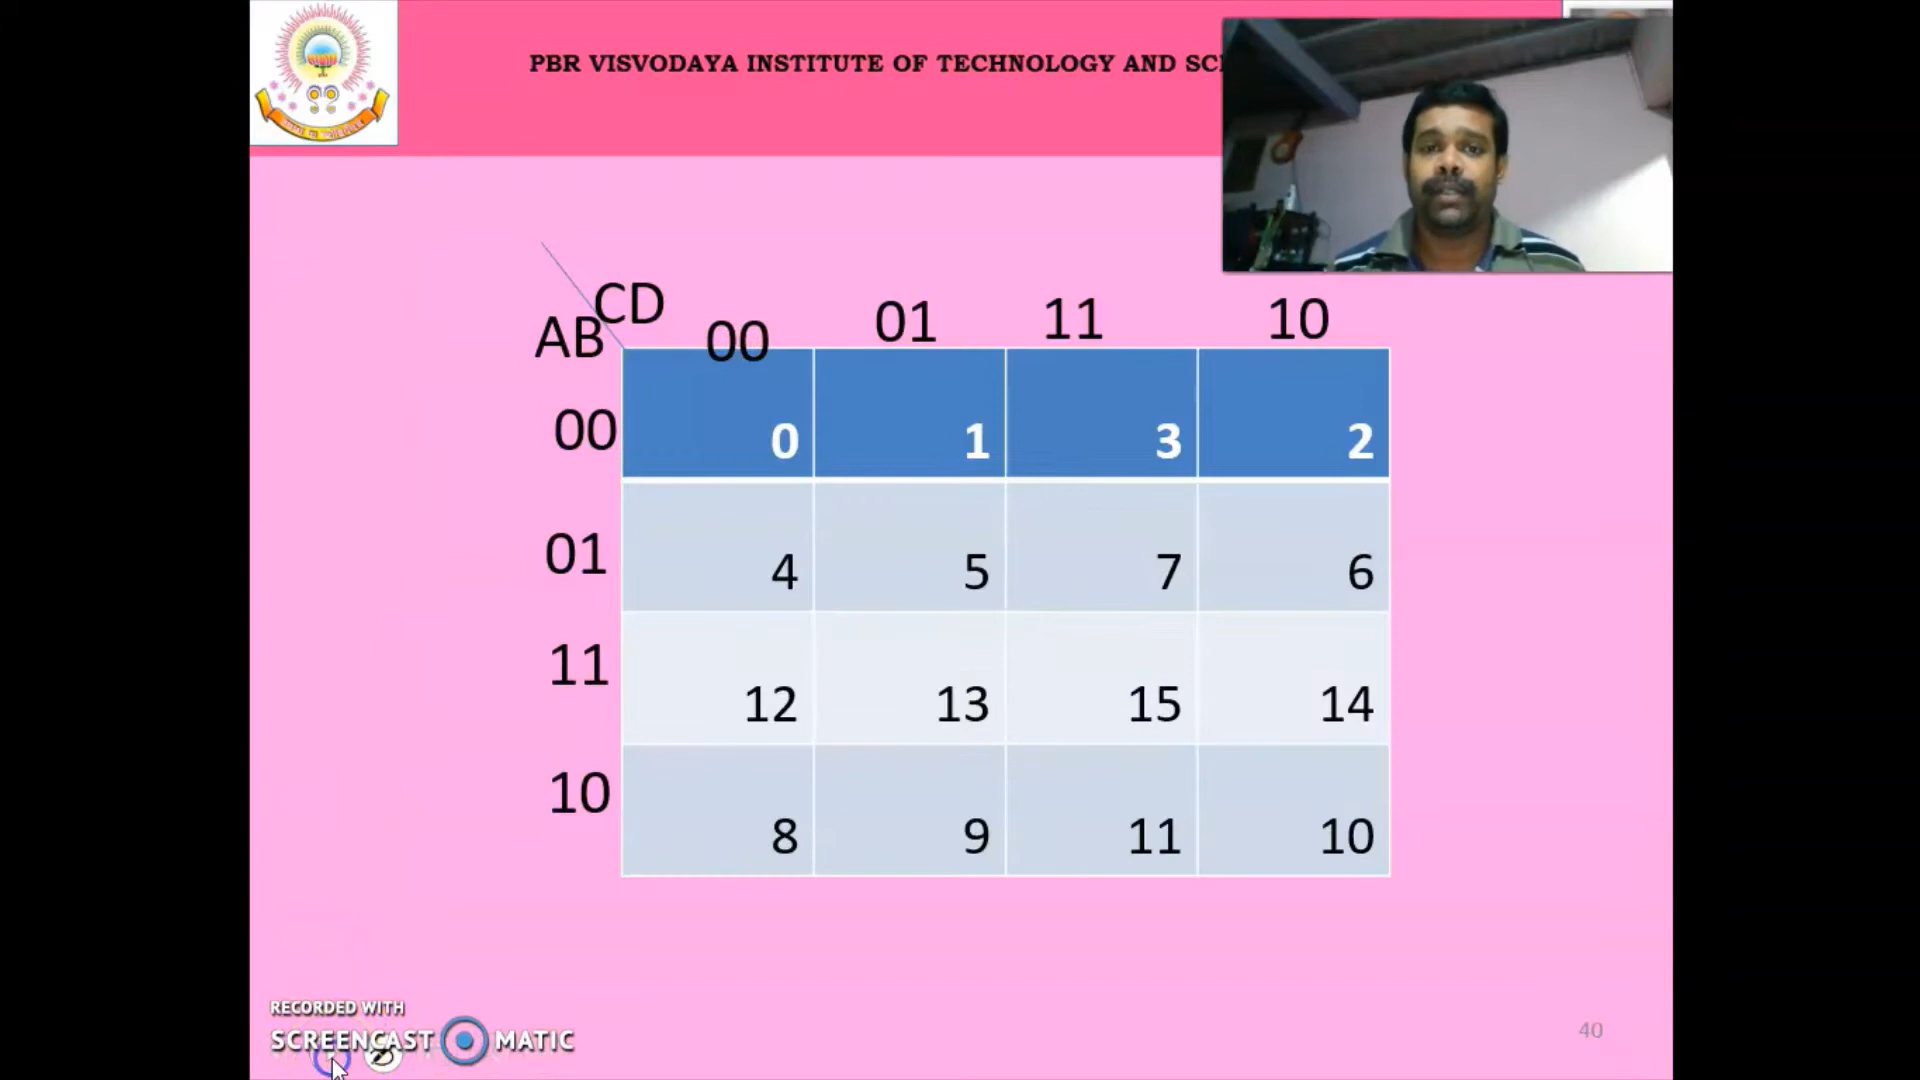 PBR VISVODAYA INSTITUTE OF TECHNOLOGY AND
CD
AB
00 01 11 10
00 0 1 3 2
01 4 5 7 6
11 12 13 15 14
10 8 9 11 10
RECORDED WITH
SCREENCAST MATIC
40